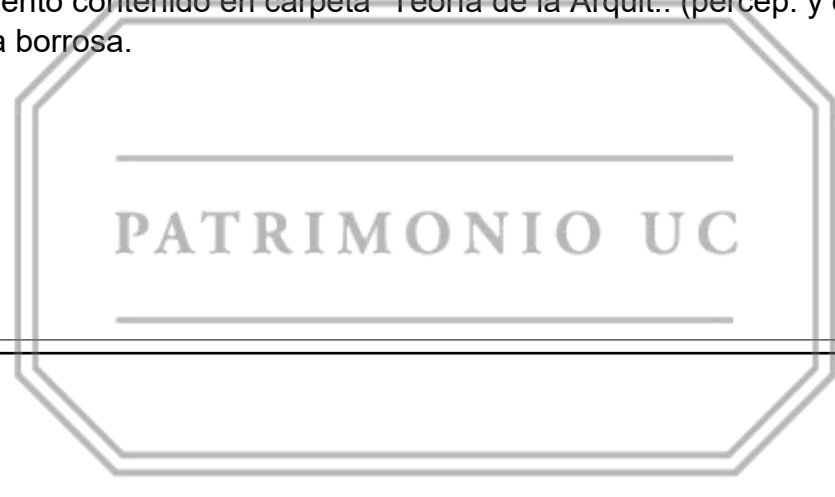 ento contenido en carpeta "Teoría de la Arquit.. (percep. y
a borrosa.
PATRIMONIO UC